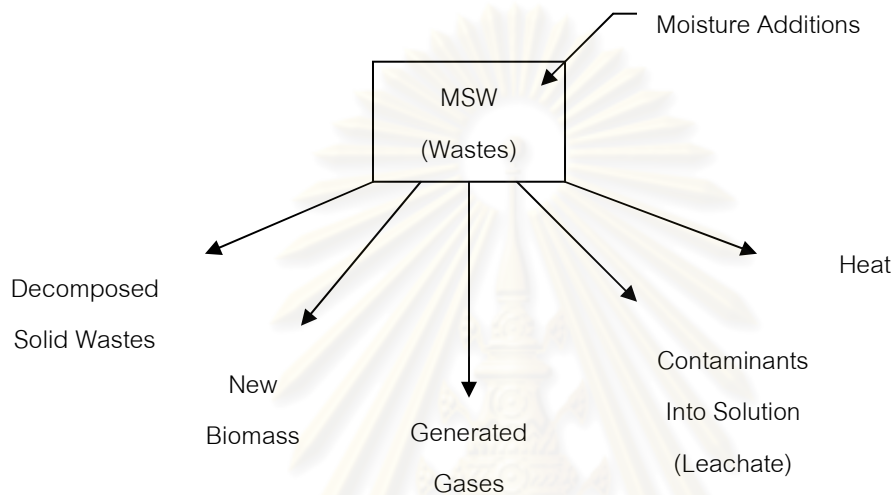 Moisture Additions
MSW
(Wastes)
Decomposed
Solid Wastes
New
Biomass
Generated
Gases
Contaminants
Into Solution
(Leachate)
Heat